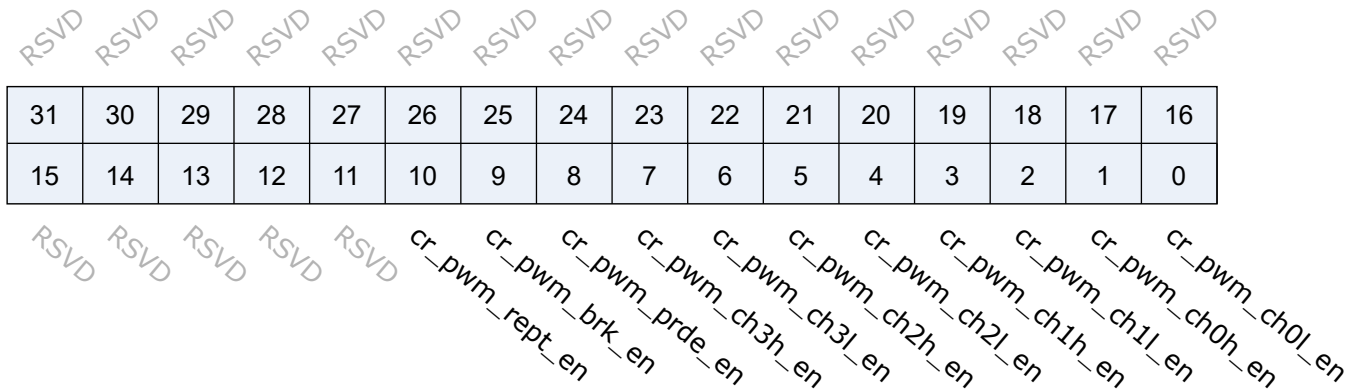 RSVD RSVD RSVD RSVD RSVD RSVD RSVD RSVD RSVD RSVD RSVD RSVD RSVD RSVD RSVD RSVD
31 30 29 28 27 26 25 24 23 22 21 20 19 18 17 16
15 14 13 12 11 10 9 8 7 6 5 4 3 2 1 0
RSVD RSVD RSVD RSVD RSVD cr_pwm_rept_en cr_pwm_brk_en cr_pwm_prde_en cr_pwm_ch3h_en cr_pwm_ch3l_en cr_pwm_ch2h_en cr_pwm_ch2l_en cr_pwm_ch1h_en cr_pwm_ch1l_en cr_pwm_ch0h_en cr_pwm_ch0l_en